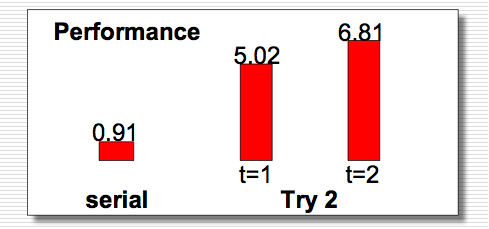 Performance
6.81
5.02
0.91
t=1 t=2
serial Try 2